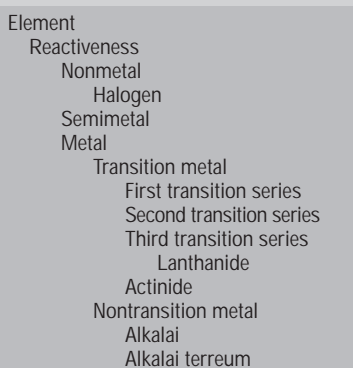 Element
Reactiveness
Nonmetal
Halogen
Semimetal
Metal
Transition metal
First transition series
Second transition series
Third transition series
Lanthanide
Actinide
Nontransition metal
Alkalai
Alkalai terreum